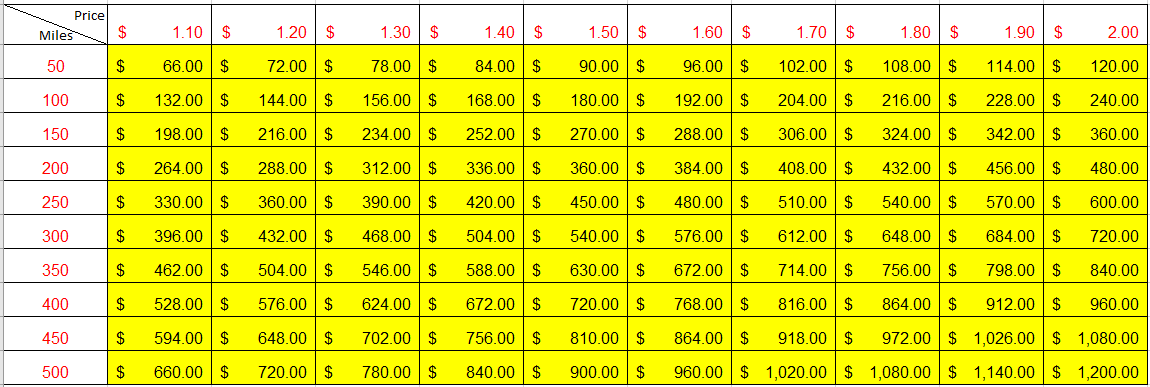 Price
Miles $ 1.10 $ 1.20 $ 1.30 $ 1.40 $ 1.50 $ 1.60 $ 1.70 $ 1.80 $ 1.90 $ 2.00
50 $ 66.00 $ 72.00 $ 78.00 $ 84.00 $ 90.00 $ 96.00 $ 102.00 $ 108.00 $ 114.00 $ 120.00
100 $ 132.00 $ 144.00 $ 156.00 $ 168.00 $ 180.00 $ 192.00 $ 204.00 $ 216.00 $ 228.00 $ 240.00
150 $ 198.00 $ 216.00 $ 234.00 $ 252.00 $ 270.00 $ 288.00 $ 306.00 $ 324.00 $ 342.00 $ 360.00
200 $ 264.00 $ 288.00 $ 312.00 $ 336.00 $ 360.00 $ 384.00 $ 408.00 $ 432.00 $ 456.00 $ 480.00
250 $ 330.00 $ 360.00 $ 390.00 $ 420.00 $ 450.00 $ 480.00 $ 510.00 $ 540.00 $ 570.00 $ 600.00
300 $ 396.00 $ 432.00 $ 468.00 $ 504.00 $ 540.00 $ 576.00 $ 612.00 $ 648.00 $ 684.00 $ 720.00
350 $ 462.00 $ 504.00 $ 546.00 $ 588.00 $ 630.00 $ 672.00 $ 714.00 $ 756.00 $ 798.00 $ 840.00
400 $ 528.00 $ 576.00 $ 624.00 $ 672.00 $ 720.00 $ 768.00 $ 816.00 $ 864.00 $ 912.00 $ 960.00
450 $ 594.00 $ 648.00 $ 702.00 $ 756.00 $ 810.00 $ 864.00 $ 918.00 $ 972.00 $ 1,026.00 $ 1,080.00
500 $ 660.00 $ 720.00 $ 780.00 $ 840.00 $ 900.00 $ 960.00 $ 1,020.00 $ 1,080.00 $ 1,140.00 $ 1,200.00